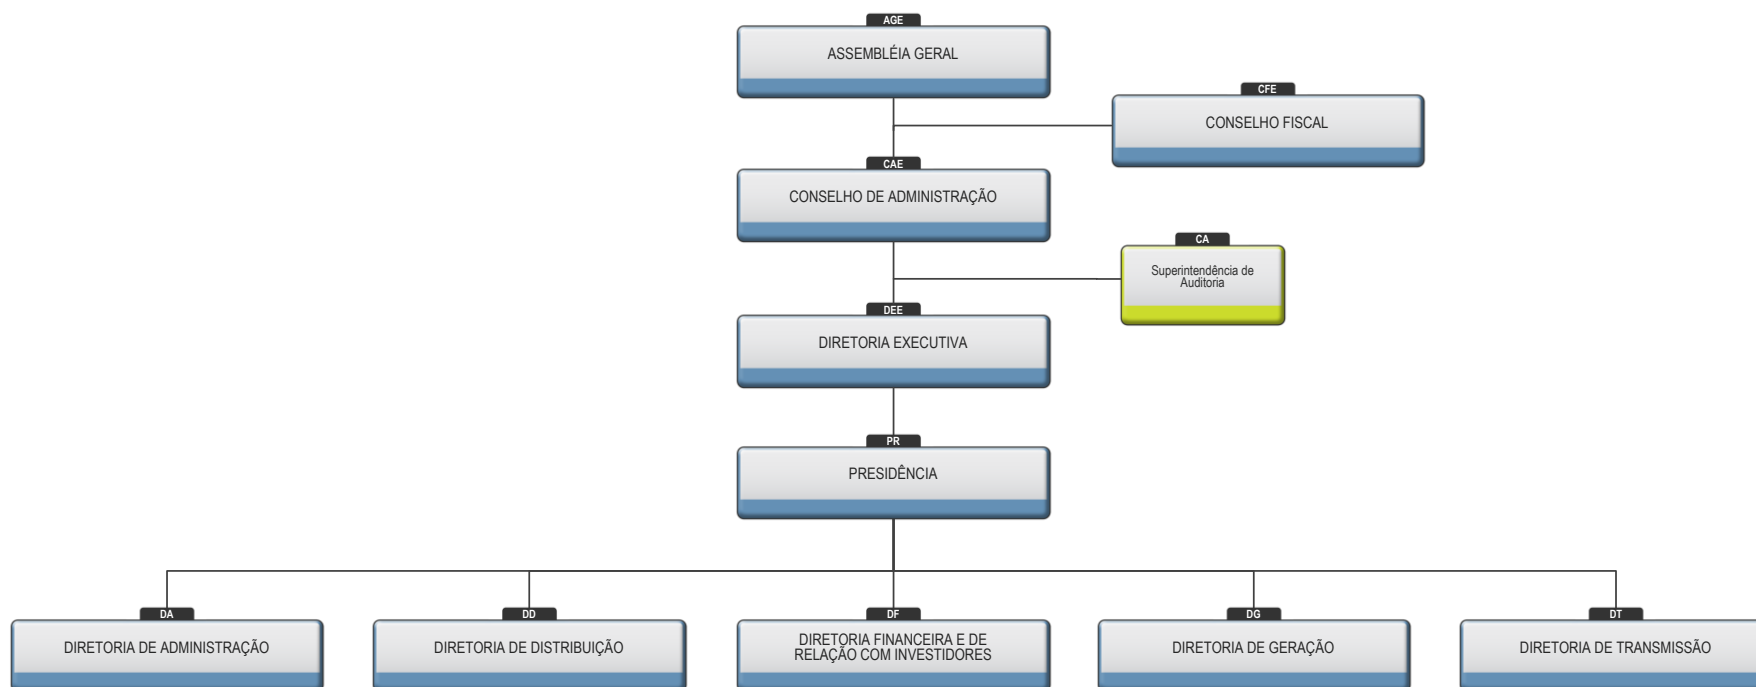 AGE
ASSEMBLÉIA GERAL
CFE
CONSELHO FISCAL
CAE
CONSELHO DE ADMINISTRAÇÃO
CA
Superintendência de
Auditoria
DEE
DIRETORIA EXECUTIVA
PR
PRESIDÊNCIA
DA
DIRETORIA DE ADMINISTRAÇÃO
DD
DIRETORIA DE DISTRIBUIÇÃO
DF
DIRETORIA FINANCEIRA E DE
RELAÇÃO COM INVESTIDORES
DG
DIRETORIA DE GERAÇÃO
DT
DIRETORIA DE TRANSMISSÃO